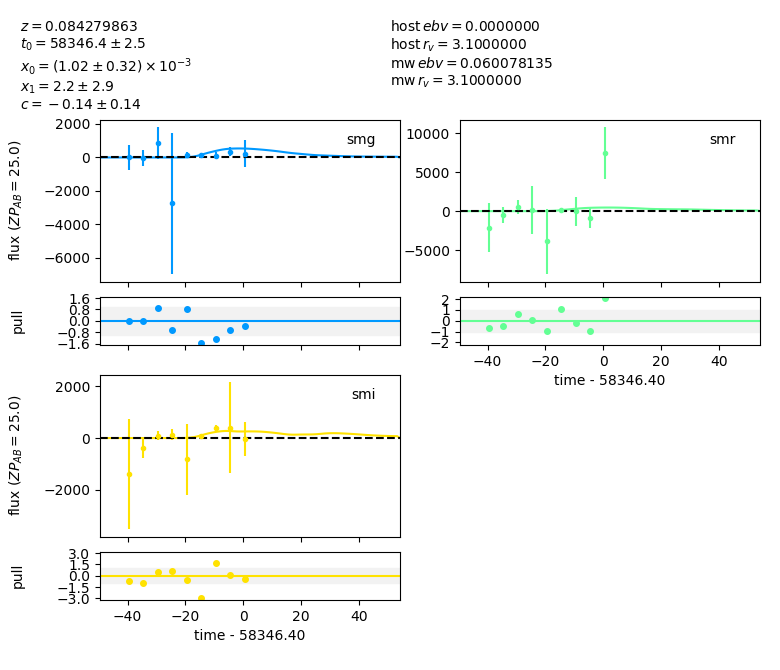 z = 0.084279863
t₀ = 58346.4 ± 2.5
x₀ = (1.02 ± 0.32) × 10⁻³
x₁ = 2.2 ± 2.9
c = −0.14 ± 0.14
host ebv = 0.0000000
host r_v = 3.1000000
mw ebv = 0.060078135
mw r_v = 3.1000000
smg
flux (ZP_AB = 25.0)
2000
0
−2000
−4000
−6000
smr
10000
5000
0
−5000
pull
1.6
0.8
0.0
−0.8
−1.6
2
1
0
−1
−2
−40 −20 0 20 40
time - 58346.40
smi
flux (ZP_AB = 25.0)
2000
0
−2000
pull
3.0
1.5
0.0
−1.5
−3.0
−40 −20 0 20 40
time - 58346.40